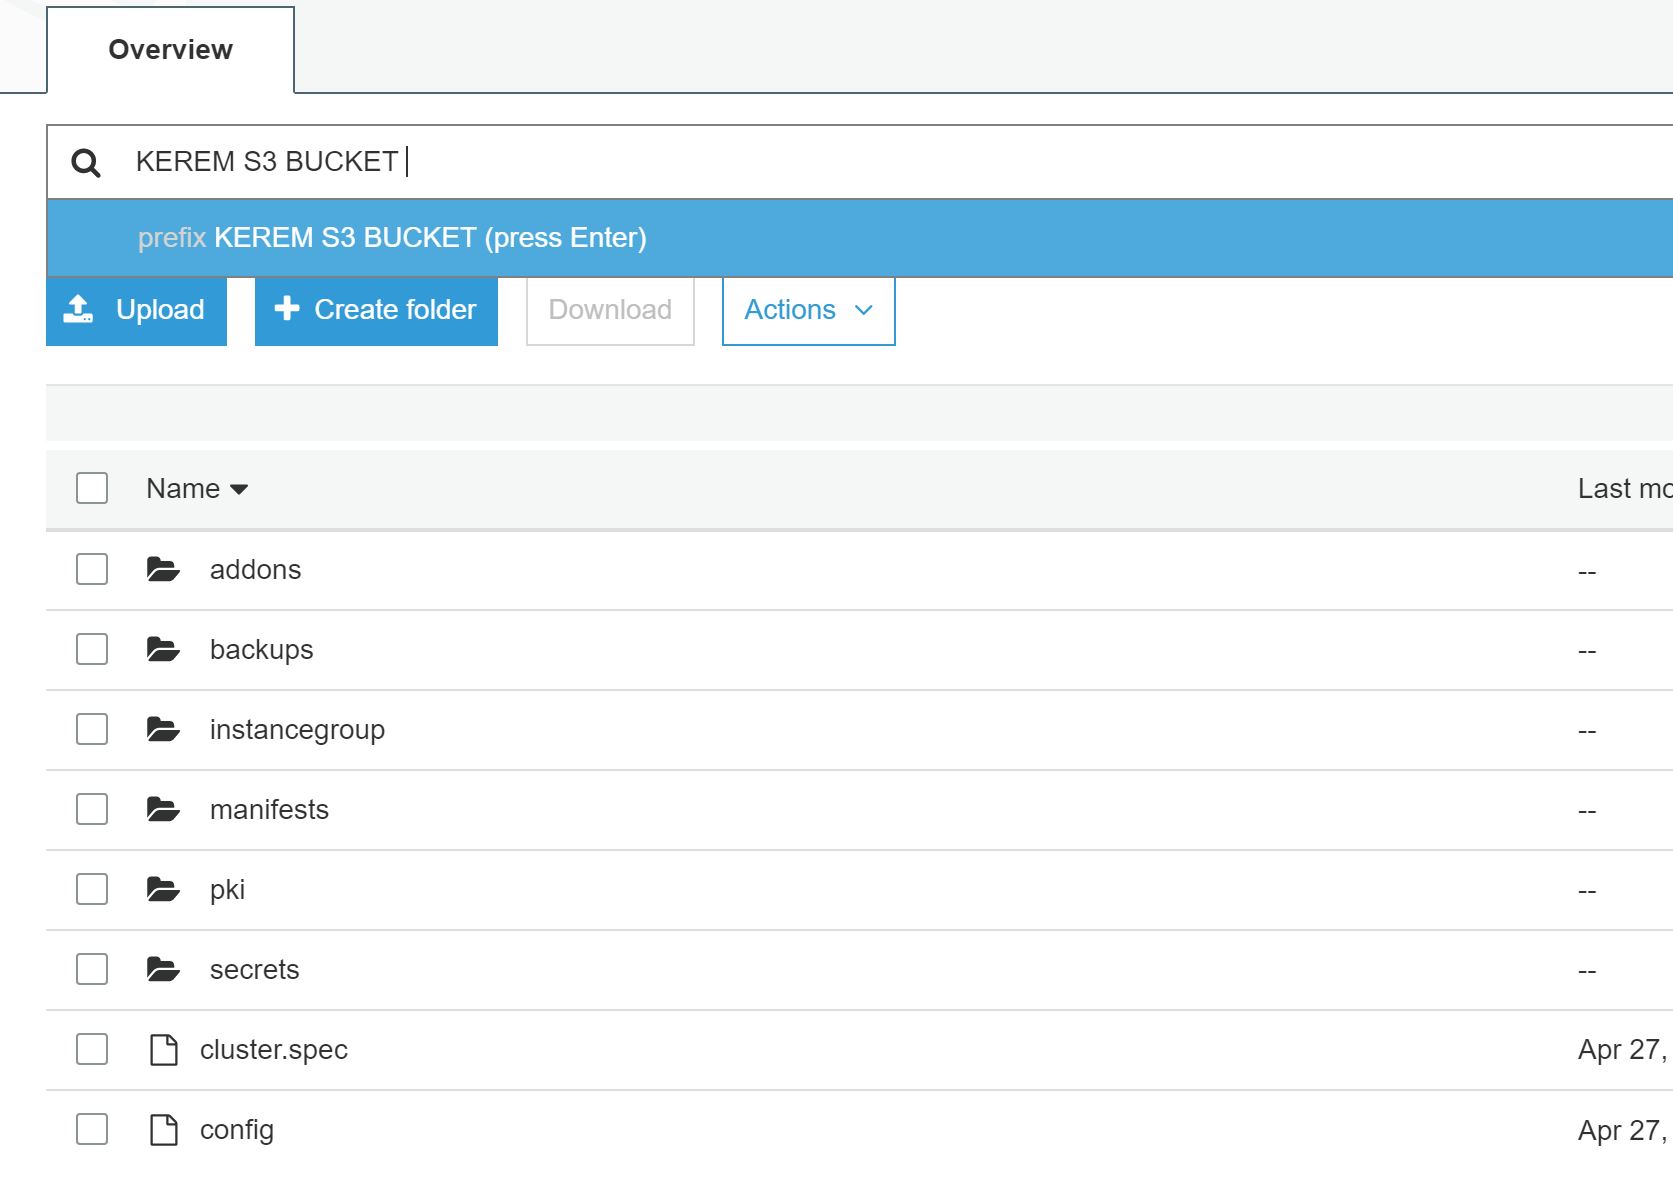 Overview
KEREM S3 BUCKET
prefix KEREM S3 BUCKET (press Enter)
Upload Create folder Download Actions
Name Last mo
addons --
backups --
instancegroup --
manifests --
pki --
secrets --
cluster.spec Apr 27,
config Apr 27,